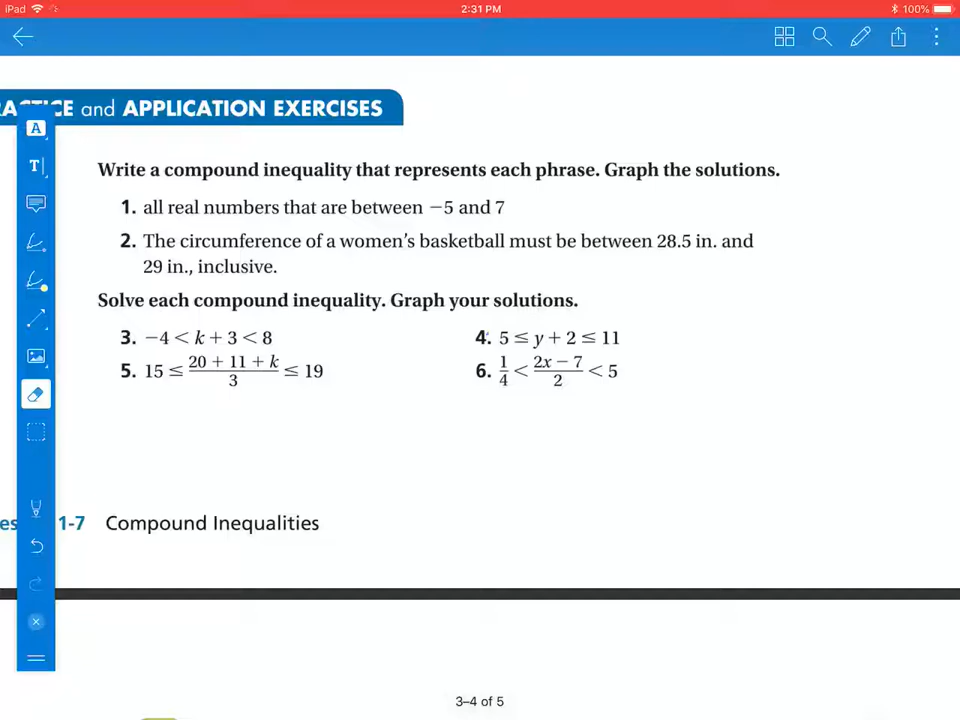 iPad 2:31 PM 100%
RACTICE and APPLICATION EXERCISES
A
T
Write a compound inequality that represents each phrase. Graph the solutions.
1. all real numbers that are between −5 and 7
2. The circumference of a women's basketball must be between 28.5 in. and
29 in., inclusive.
Solve each compound inequality. Graph your solutions.
3. −4 < k + 3 < 8
4. 5 ≤ y + 2 ≤ 11
5. 15 ≤ (20 + 11 + k)/3 ≤ 19
6. 1/4 < (2x − 7)/2 < 5
es 1-7 Compound Inequalities
3–4 of 5